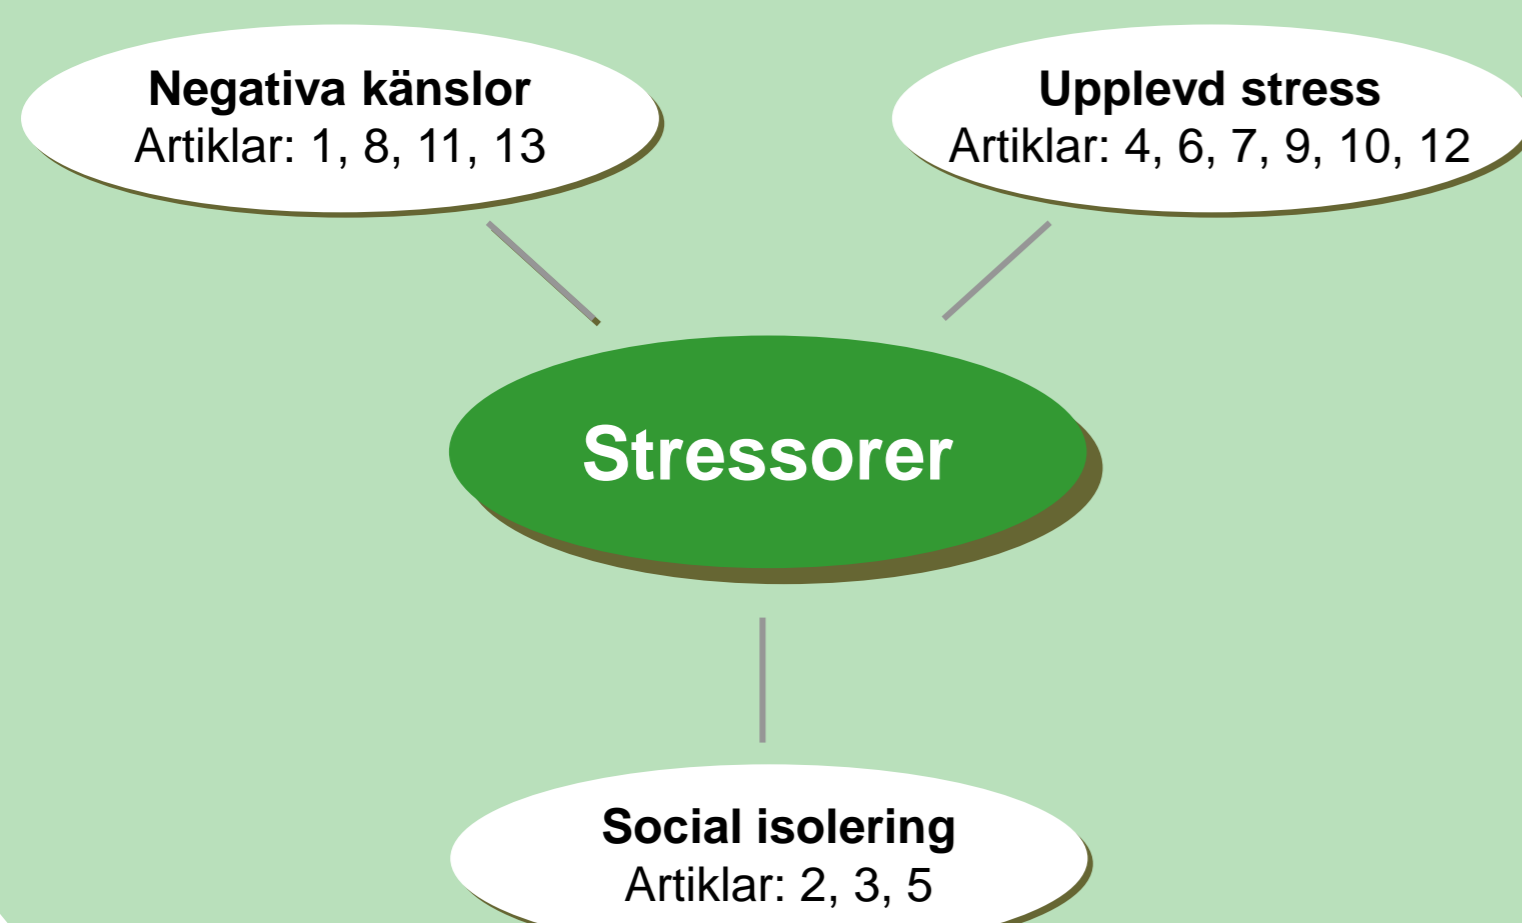 Negativa känslor
Artiklar: 1, 8, 11, 13
Upplevd stress
Artiklar: 4, 6, 7, 9, 10, 12
Stressorer
Social isolering
Artiklar: 2, 3, 5